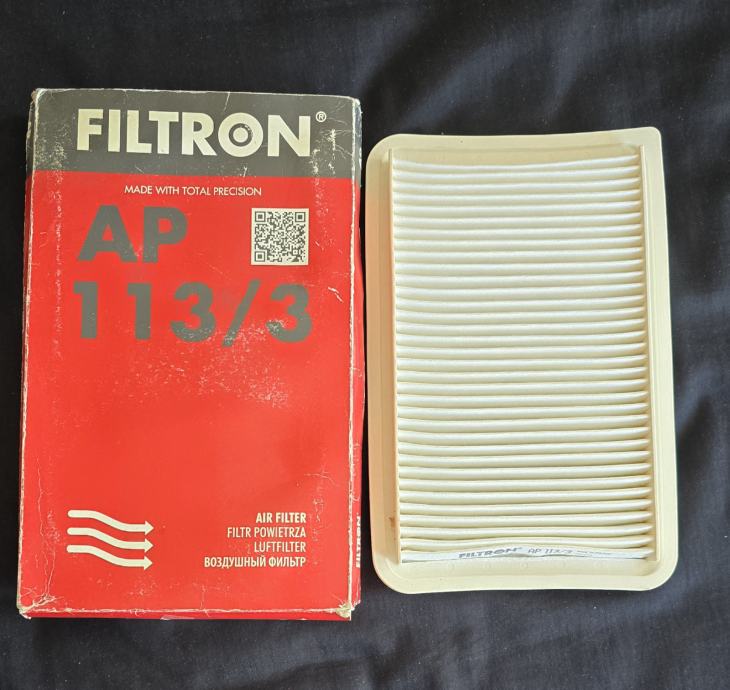 FILTRON®
MADE WITH TOTAL PRECISION
AP
113/3
AIR FILTER
FILTR POWIETRZA
LUFTFILTER
ВОЗДУШНЫЙ ФИЛЬТР
FILTRON
FILTRON® AP 113/3